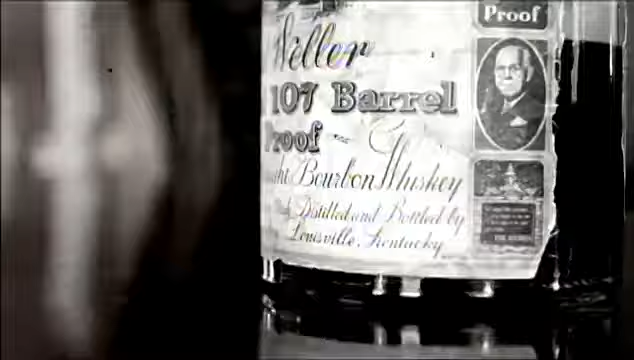 Proof
Weller
107 Barrel
Proof
Bourbon Whiskey
Distilled and Bottled by
Louisville, Kentucky